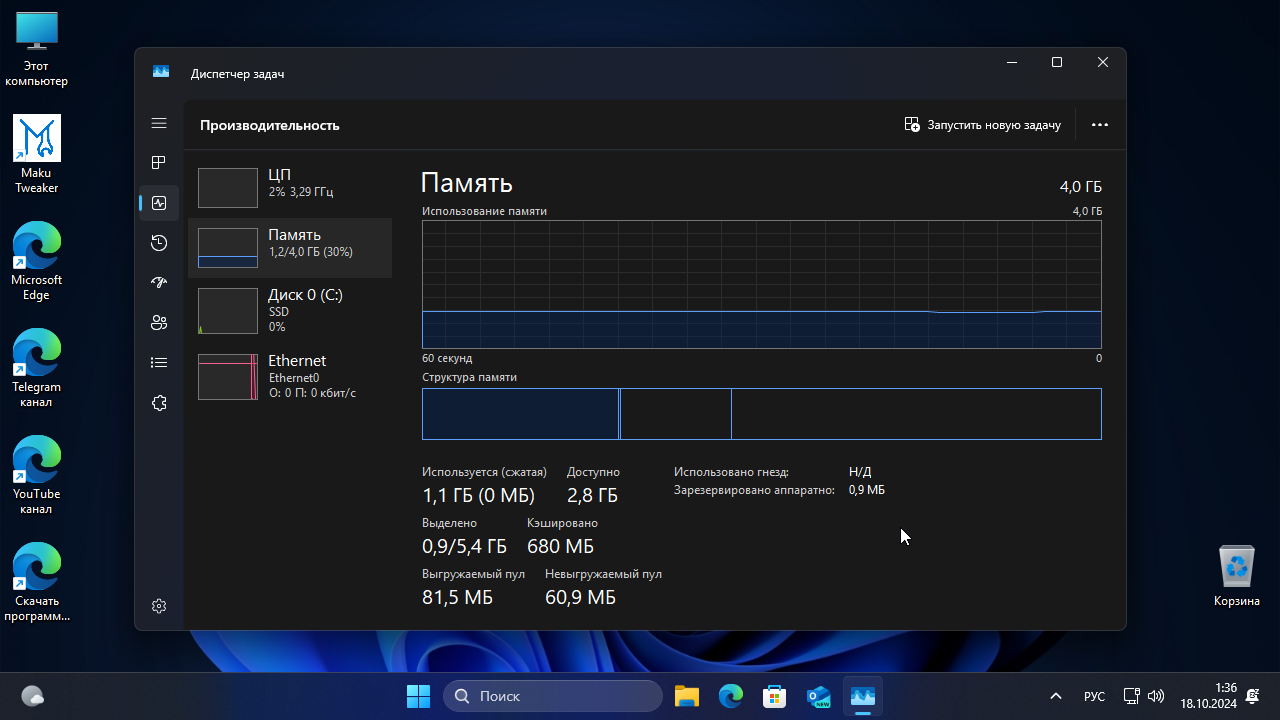 Этот
компьютер
Maku
Tweaker
Microsoft
Edge
Telegram
канал
YouTube
канал
Скачать
программ...
Корзина
Диспетчер задач
Производительность
Запустить новую задачу
ЦП
2% 3,29 ГГц
Память
1,2/4,0 ГБ (30%)
Диск 0 (C:)
SSD
0%
Ethernet
Ethernet0
О: 0 П: 0 кбит/с
Память
4,0 ГБ
Использование памяти
4,0 ГБ
60 секунд
0
Структура памяти
Используется (сжатая)
1,1 ГБ (0 МБ)
Доступно
2,8 ГБ
Выделено
0,9/5,4 ГБ
Кэшировано
680 МБ
Выгружаемый пул
81,5 МБ
Невыгружаемый пул
60,9 МБ
Использовано гнезд:
Н/Д
Зарезервировано аппаратно:
0,9 МБ
Поиск
NEW
РУС
1:36
18.10.2024